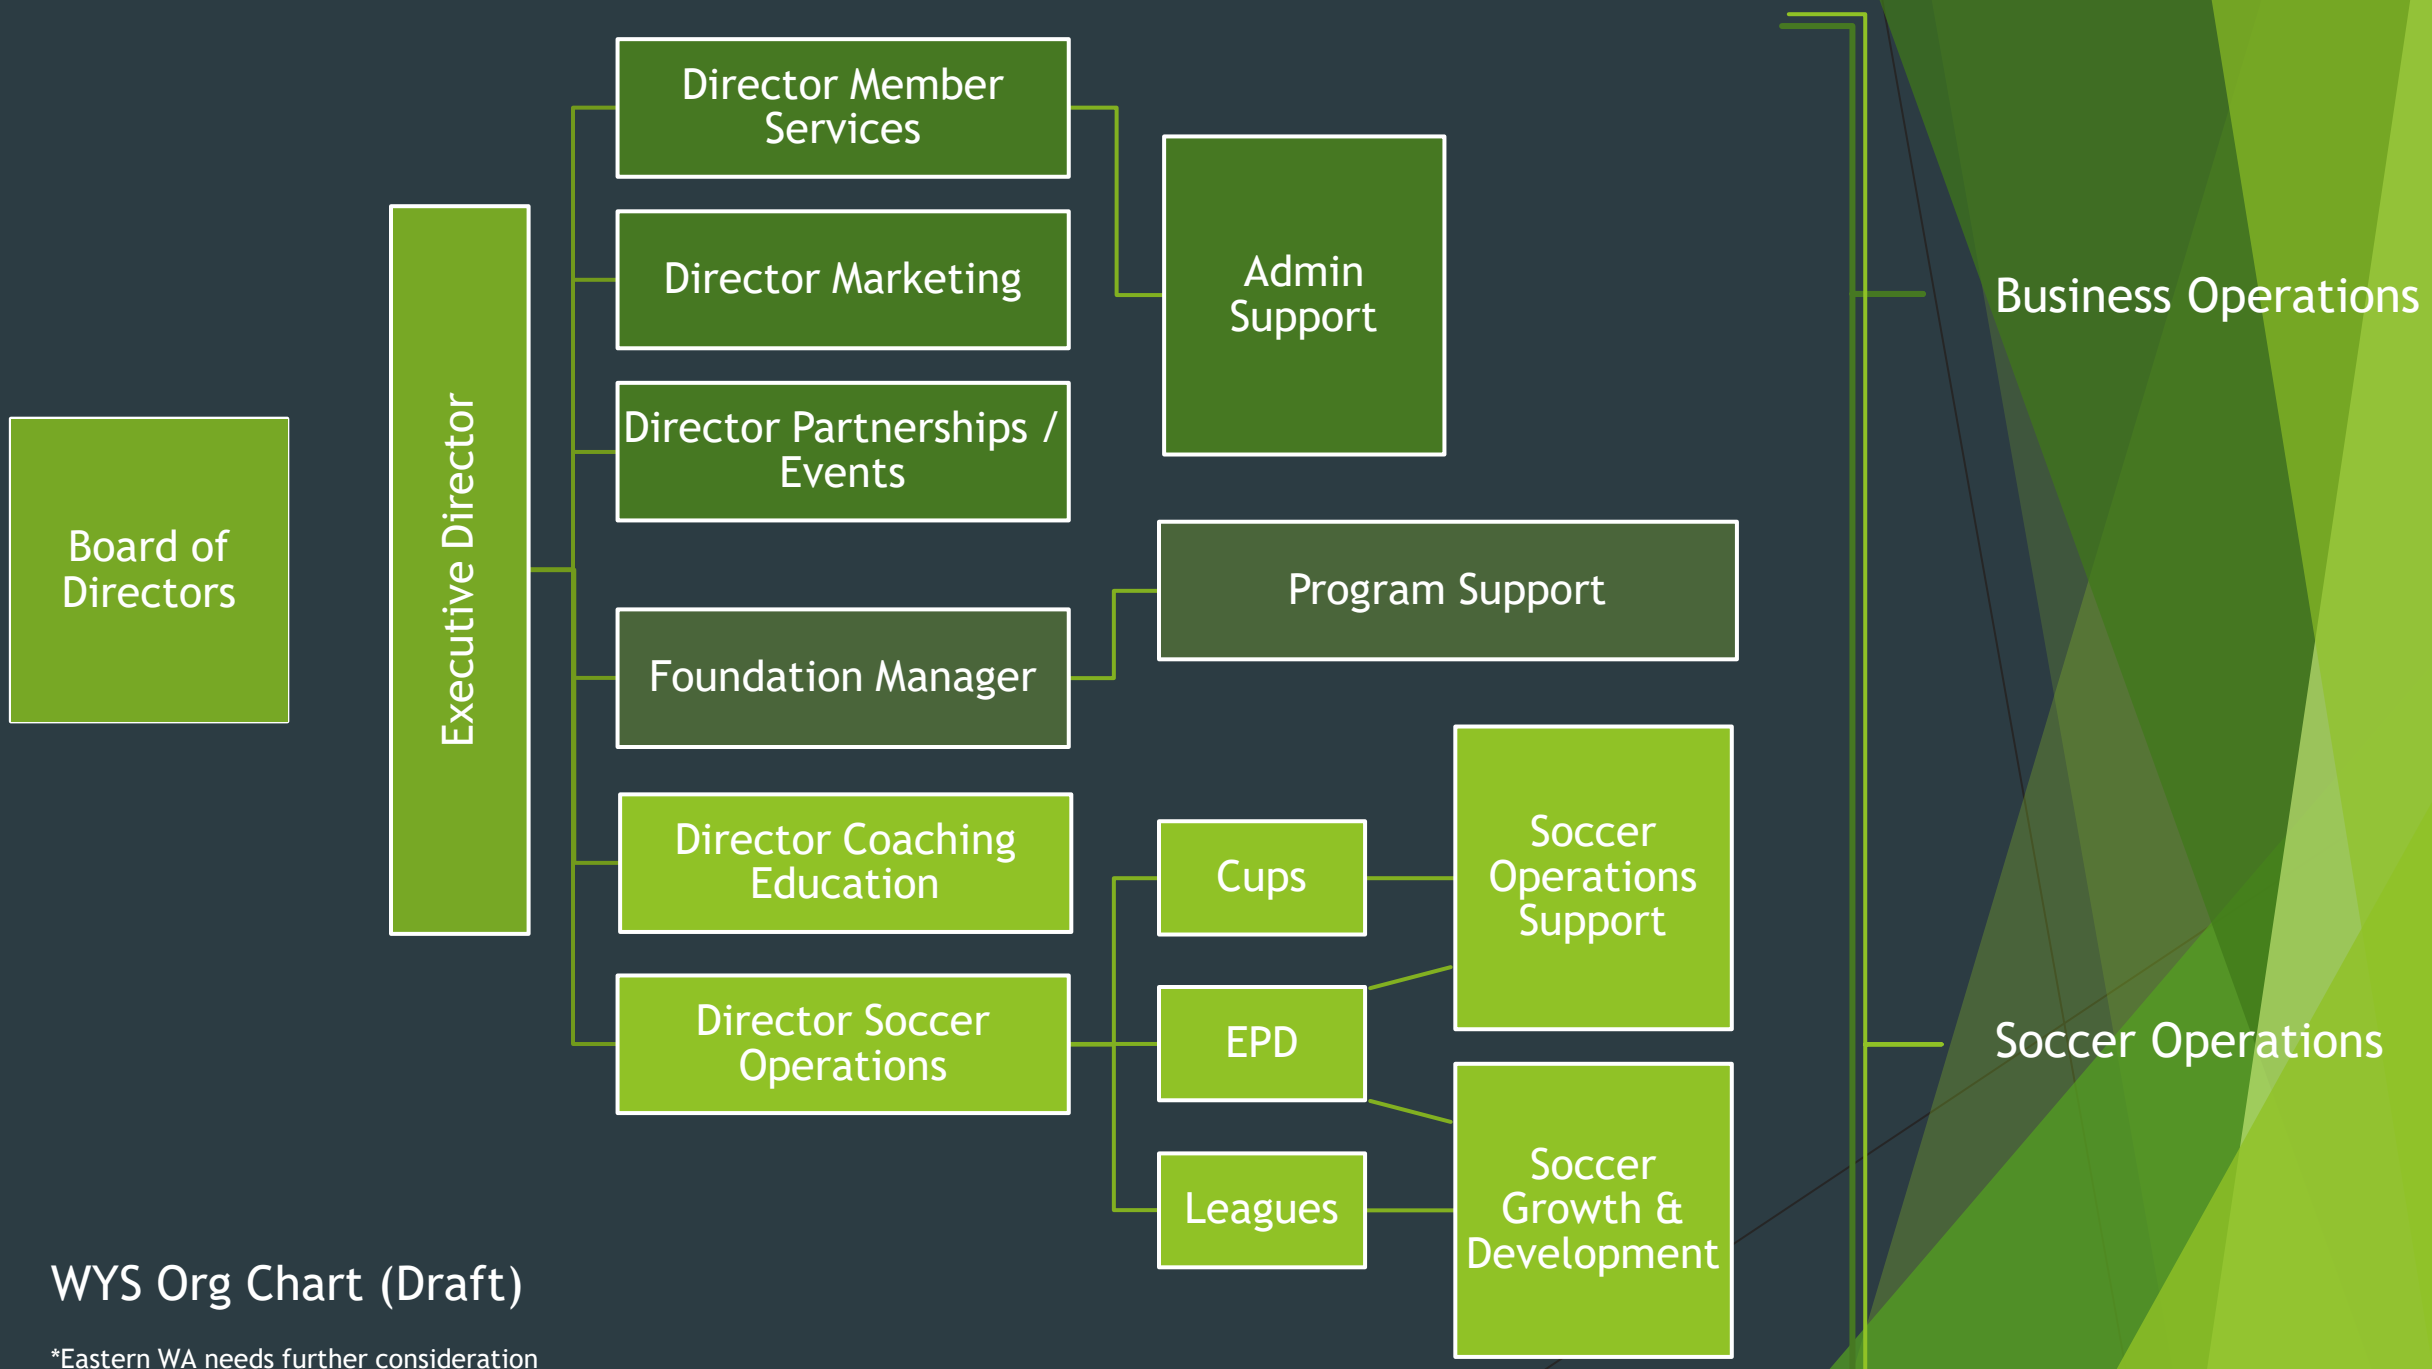 Board of
Directors
Executive Director
Director Member
Services
Director Marketing
Director Partnerships /
Events
Foundation Manager
Director Coaching
Education
Director Soccer
Operations
Admin
Support
Program Support
Cups
EPD
Leagues
Soccer
Operations
Support
Soccer
Growth &
Development
Business Operations
Soccer Operations
WYS Org Chart (Draft)
*Eastern WA needs further consideration